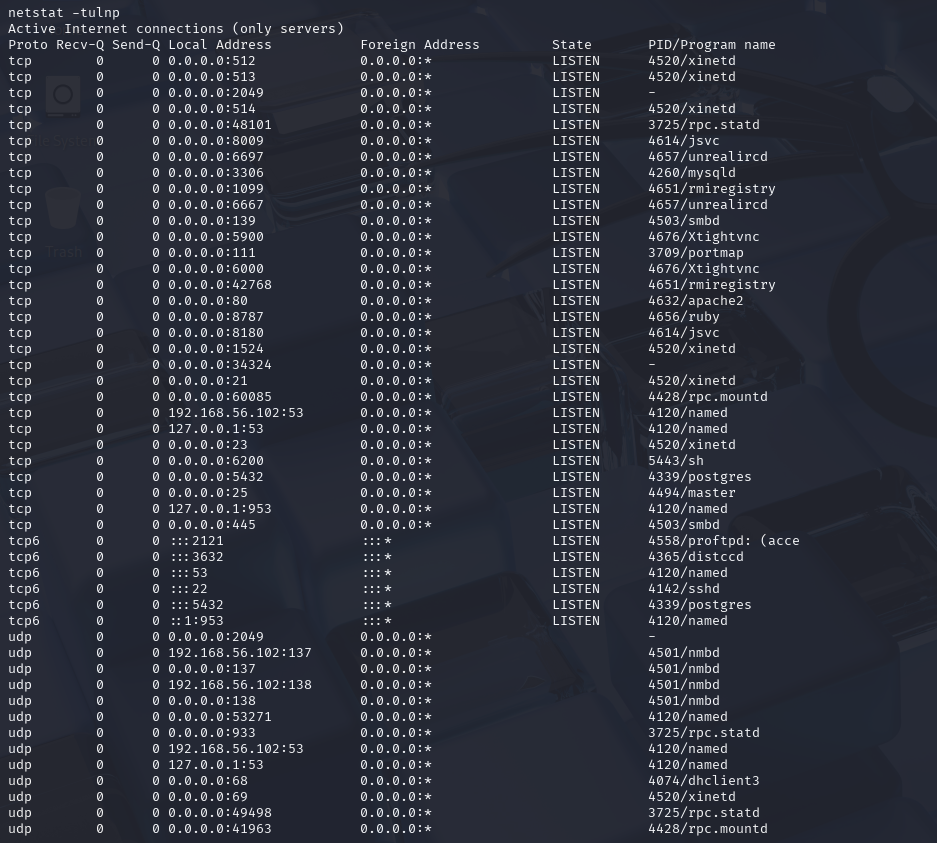 netstat -tulnp
Active Internet connections (only servers)
Proto Recv-Q Send-Q Local Address           Foreign Address         State       PID/Program name
tcp        0      0 0.0.0.0:512             0.0.0.0:*               LISTEN      4520/xinetd
tcp        0      0 0.0.0.0:513             0.0.0.0:*               LISTEN      4520/xinetd
tcp        0      0 0.0.0.0:2049            0.0.0.0:*               LISTEN      -
tcp        0      0 0.0.0.0:514             0.0.0.0:*               LISTEN      4520/xinetd
tcp        0      0 0.0.0.0:48101           0.0.0.0:*               LISTEN      3725/rpc.statd
tcp        0      0 0.0.0.0:8009            0.0.0.0:*               LISTEN      4614/jsvc
tcp        0      0 0.0.0.0:6697            0.0.0.0:*               LISTEN      4657/unrealircd
tcp        0      0 0.0.0.0:3306            0.0.0.0:*               LISTEN      4260/mysqld
tcp        0      0 0.0.0.0:1099            0.0.0.0:*               LISTEN      4651/rmiregistry
tcp        0      0 0.0.0.0:6667            0.0.0.0:*               LISTEN      4657/unrealircd
tcp        0      0 0.0.0.0:139             0.0.0.0:*               LISTEN      4503/smbd
tcp        0      0 0.0.0.0:5900            0.0.0.0:*               LISTEN      4676/Xtightvnc
Trash
tcp        0      0 0.0.0.0:111             0.0.0.0:*               LISTEN      3709/portmap
tcp        0      0 0.0.0.0:6000            0.0.0.0:*               LISTEN      4676/Xtightvnc
tcp        0      0 0.0.0.0:42768           0.0.0.0:*               LISTEN      4651/rmiregistry
tcp        0      0 0.0.0.0:80              0.0.0.0:*               LISTEN      4632/apache2
tcp        0      0 0.0.0.0:8787            0.0.0.0:*               LISTEN      4656/ruby
tcp        0      0 0.0.0.0:8180            0.0.0.0:*               LISTEN      4614/jsvc
tcp        0      0 0.0.0.0:1524            0.0.0.0:*               LISTEN      4520/xinetd
tcp        0      0 0.0.0.0:34324           0.0.0.0:*               LISTEN      -
tcp        0      0 0.0.0.0:21              0.0.0.0:*               LISTEN      4520/xinetd
tcp        0      0 0.0.0.0:60085           0.0.0.0:*               LISTEN      4428/rpc.mountd
tcp        0      0 192.168.56.102:53       0.0.0.0:*               LISTEN      4120/named
tcp        0      0 127.0.0.1:53            0.0.0.0:*               LISTEN      4120/named
tcp        0      0 0.0.0.0:23              0.0.0.0:*               LISTEN      4520/xinetd
tcp        0      0 0.0.0.0:6200            0.0.0.0:*               LISTEN      5443/sh
tcp        0      0 0.0.0.0:5432            0.0.0.0:*               LISTEN      4339/postgres
tcp        0      0 0.0.0.0:25              0.0.0.0:*               LISTEN      4494/master
tcp        0      0 127.0.0.1:953           0.0.0.0:*               LISTEN      4120/named
tcp        0      0 0.0.0.0:445             0.0.0.0:*               LISTEN      4503/smbd
tcp6       0      0 :::2121                 :::*                    LISTEN      4558/proftpd: (acce
tcp6       0      0 :::3632                 :::*                    LISTEN      4365/distccd
tcp6       0      0 :::53                   :::*                    LISTEN      4120/named
tcp6       0      0 :::22                   :::*                    LISTEN      4142/sshd
tcp6       0      0 :::5432                 :::*                    LISTEN      4339/postgres
tcp6       0      0 ::1:953                 :::*                    LISTEN      4120/named
udp        0      0 0.0.0.0:2049            0.0.0.0:*                           -
udp        0      0 192.168.56.102:137      0.0.0.0:*                           4501/nmbd
udp        0      0 0.0.0.0:137             0.0.0.0:*                           4501/nmbd
udp        0      0 192.168.56.102:138      0.0.0.0:*                           4501/nmbd
udp        0      0 0.0.0.0:138             0.0.0.0:*                           4501/nmbd
udp        0      0 0.0.0.0:53271           0.0.0.0:*                           4120/named
udp        0      0 0.0.0.0:933             0.0.0.0:*                           3725/rpc.statd
udp        0      0 192.168.56.102:53       0.0.0.0:*                           4120/named
udp        0      0 127.0.0.1:53            0.0.0.0:*                           4120/named
udp        0      0 0.0.0.0:68              0.0.0.0:*                           4074/dhclient3
udp        0      0 0.0.0.0:69              0.0.0.0:*                           4520/xinetd
udp        0      0 0.0.0.0:49498           0.0.0.0:*                           3725/rpc.statd
udp        0      0 0.0.0.0:41963           0.0.0.0:*                           4428/rpc.mountd